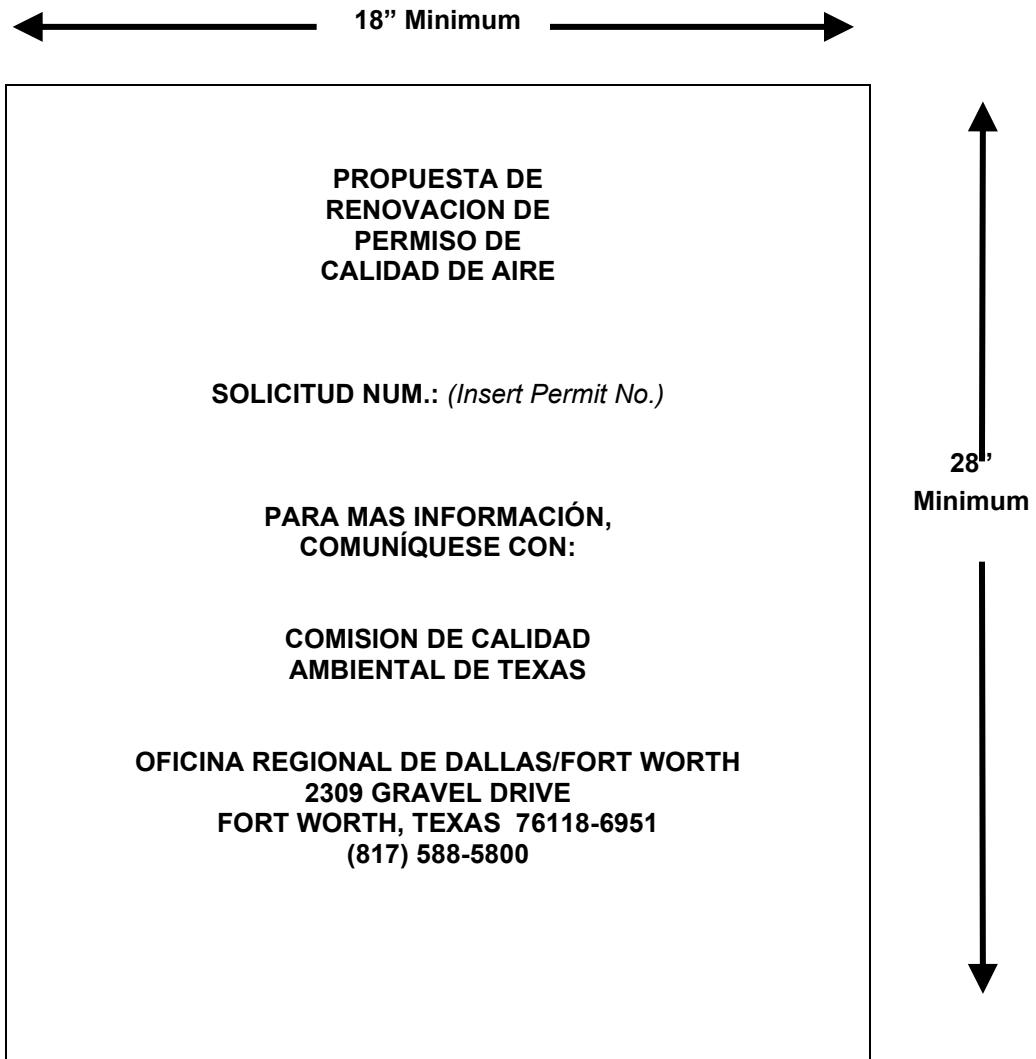 18” Minimum
PROPUESTA DE
RENOVACION DE
PERMISO DE
CALIDAD DE AIRE
SOLICITUD NUM.: (Insert Permit No.)
28”
Minimum
PARA MAS INFORMACIÓN,
COMUNÍQUESE CON:
COMISION DE CALIDAD
AMBIENTAL DE TEXAS
OFICINA REGIONAL DE DALLAS/FORT WORTH
2309 GRAVEL DRIVE
FORT WORTH, TEXAS 76118-6951
(817) 588-5800